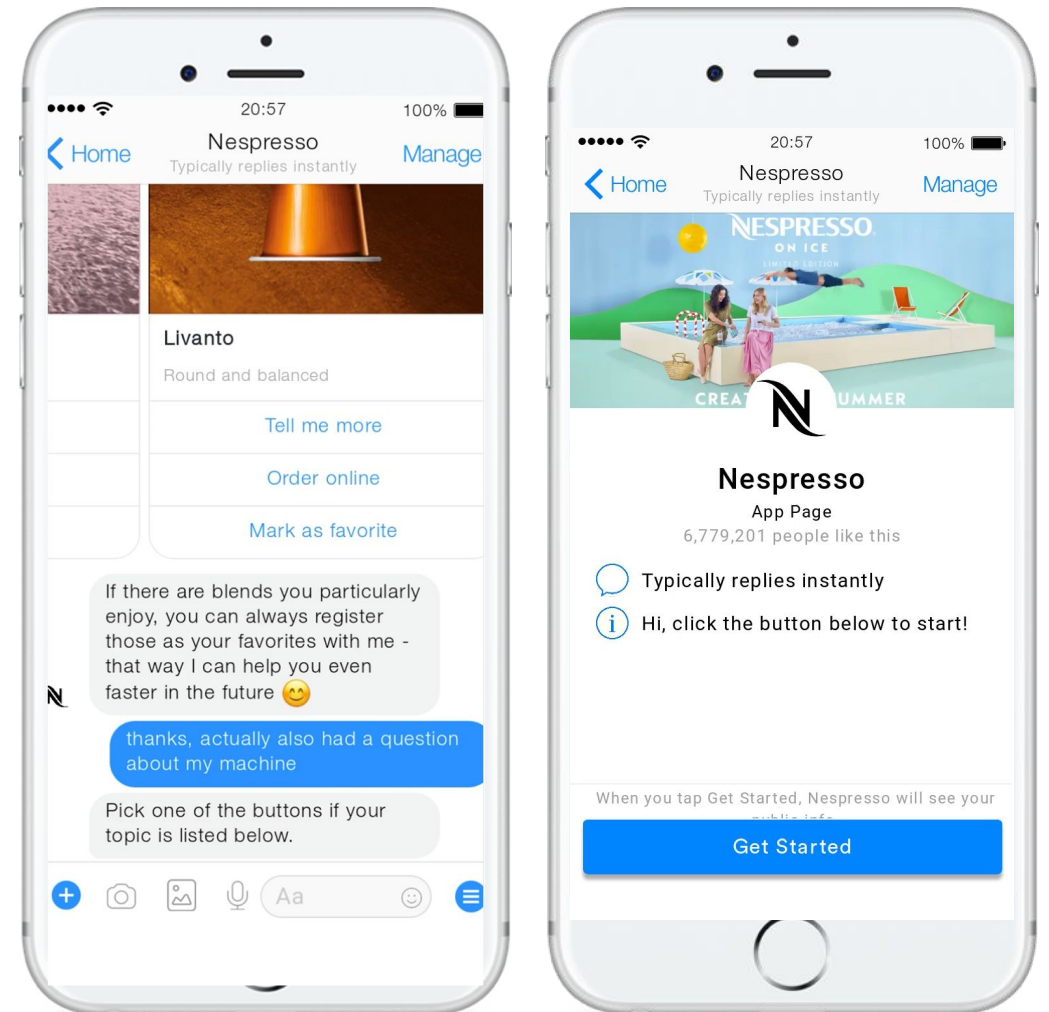 20:57
100%
Home
Nespresso
Manage
Typically replies instantly
Livanto
Round and balanced
Tell me more
Order online
Mark as favorite
If there are blends you particularly
enjoy, you can always register
those as your favorites with me -
that way I can help you even
faster in the future 😊
thanks, actually also had a question
about my machine
Pick one of the buttons if your
topic is listed below.
Aa
20:57
100%
Home
Nespresso
Manage
Typically replies instantly
NESPRESSO
ON ICE
LIMITED EDITION
CREA UMMER
N
Nespresso
App Page
6,779,201 people like this
Typically replies instantly
Hi, click the button below to start!
When you tap Get Started, Nespresso will see your
public info.
Get Started